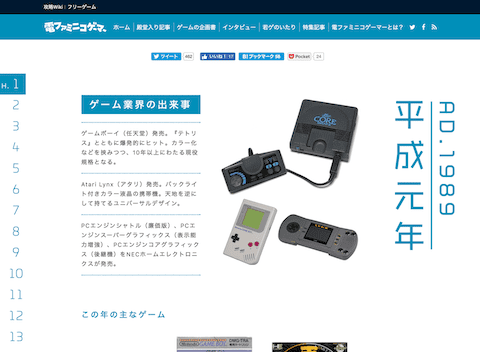 攻略Wiki｜フリーゲーム
電ファミニコゲーマー
ホーム｜殿堂入り記事｜ゲームの企画書｜インタビュー｜若ゲのいたり｜特集記事｜電ファミニコゲーマーとは？
ツイート 462 いいね！ 17 B!ブックマーク 98 Pocket 24
H. 1
2
3
4
5
6
7
8
9
10
11
12
13
ゲーム業界の出来事
ゲームボーイ（任天堂）発売。『テトリ
ス』とともに爆発的にヒット。カラー化
などを挟みつつ、10年以上にわたる現役
規格となる。
Atari Lynx（アタリ）発売。バックライ
ト付きカラー液晶の携帯機。天地を逆に
して持てるユニバーサルデザイン。
PCエンジンシャトル（廉価版）、PCエ
ンジンスーパーグラフィックス（表示能
力増強）、PCエンジンコアグラフィック
ス（後継機）をNECホームエレクトロニ
クスが発売。
CORE
AD.1989
平成元年
この年の主なゲーム